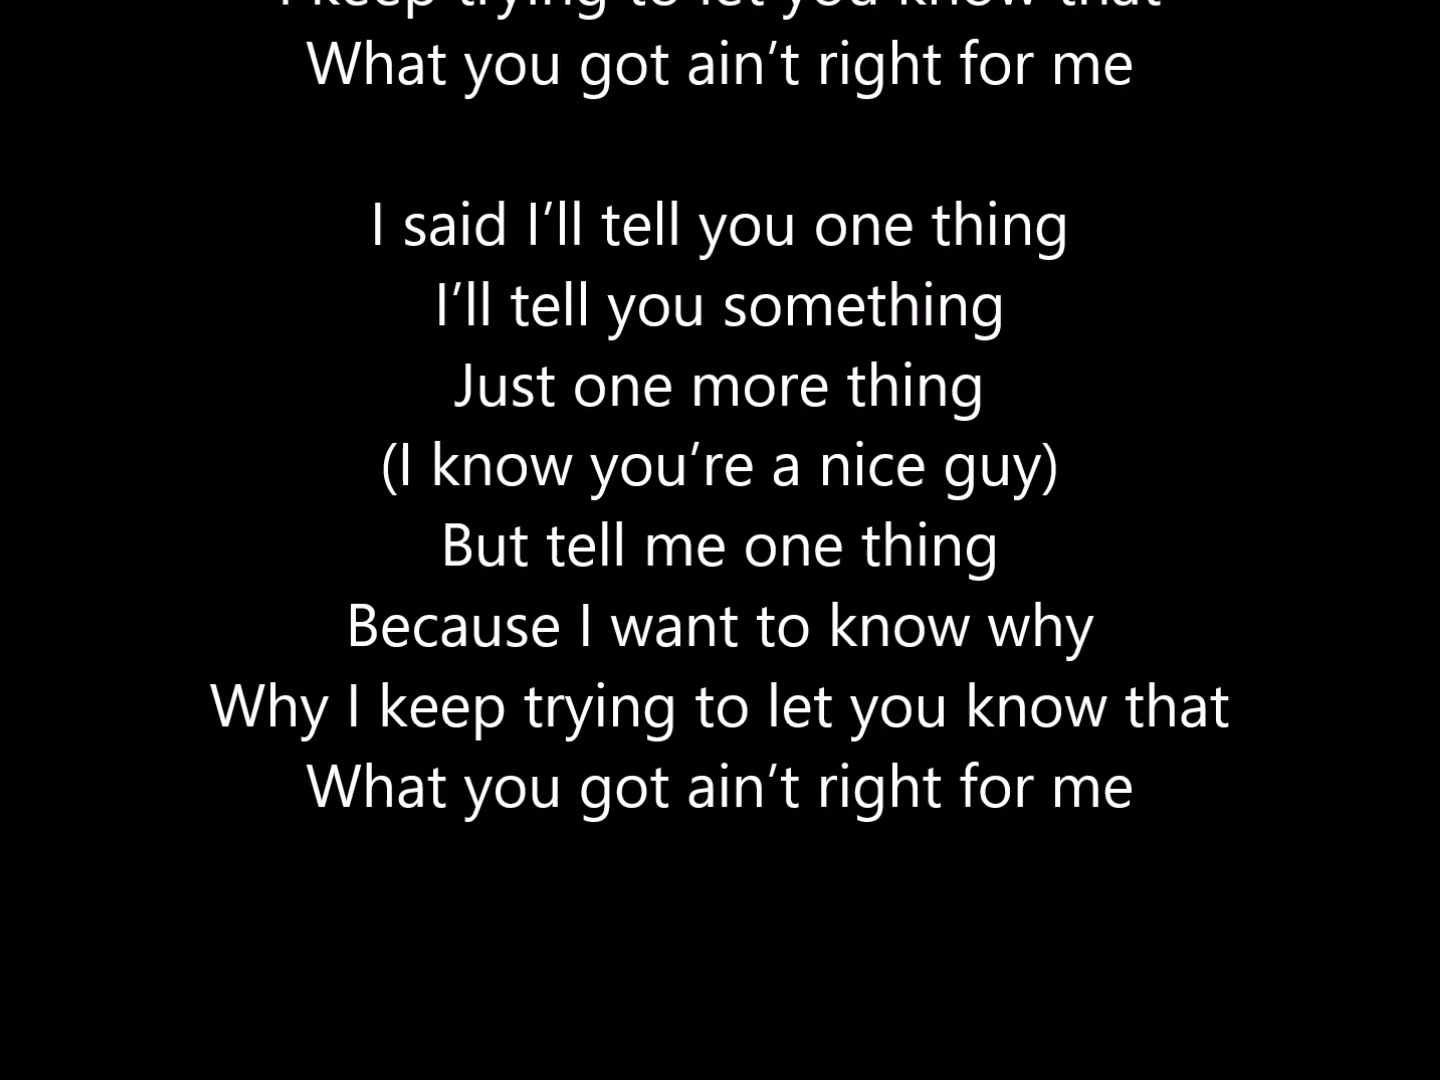 I keep trying to let you know that
What you got ain’t right for me
I said I’ll tell you one thing
I’ll tell you something
Just one more thing
(I know you’re a nice guy)
But tell me one thing
Because I want to know why
Why I keep trying to let you know that
What you got ain’t right for me